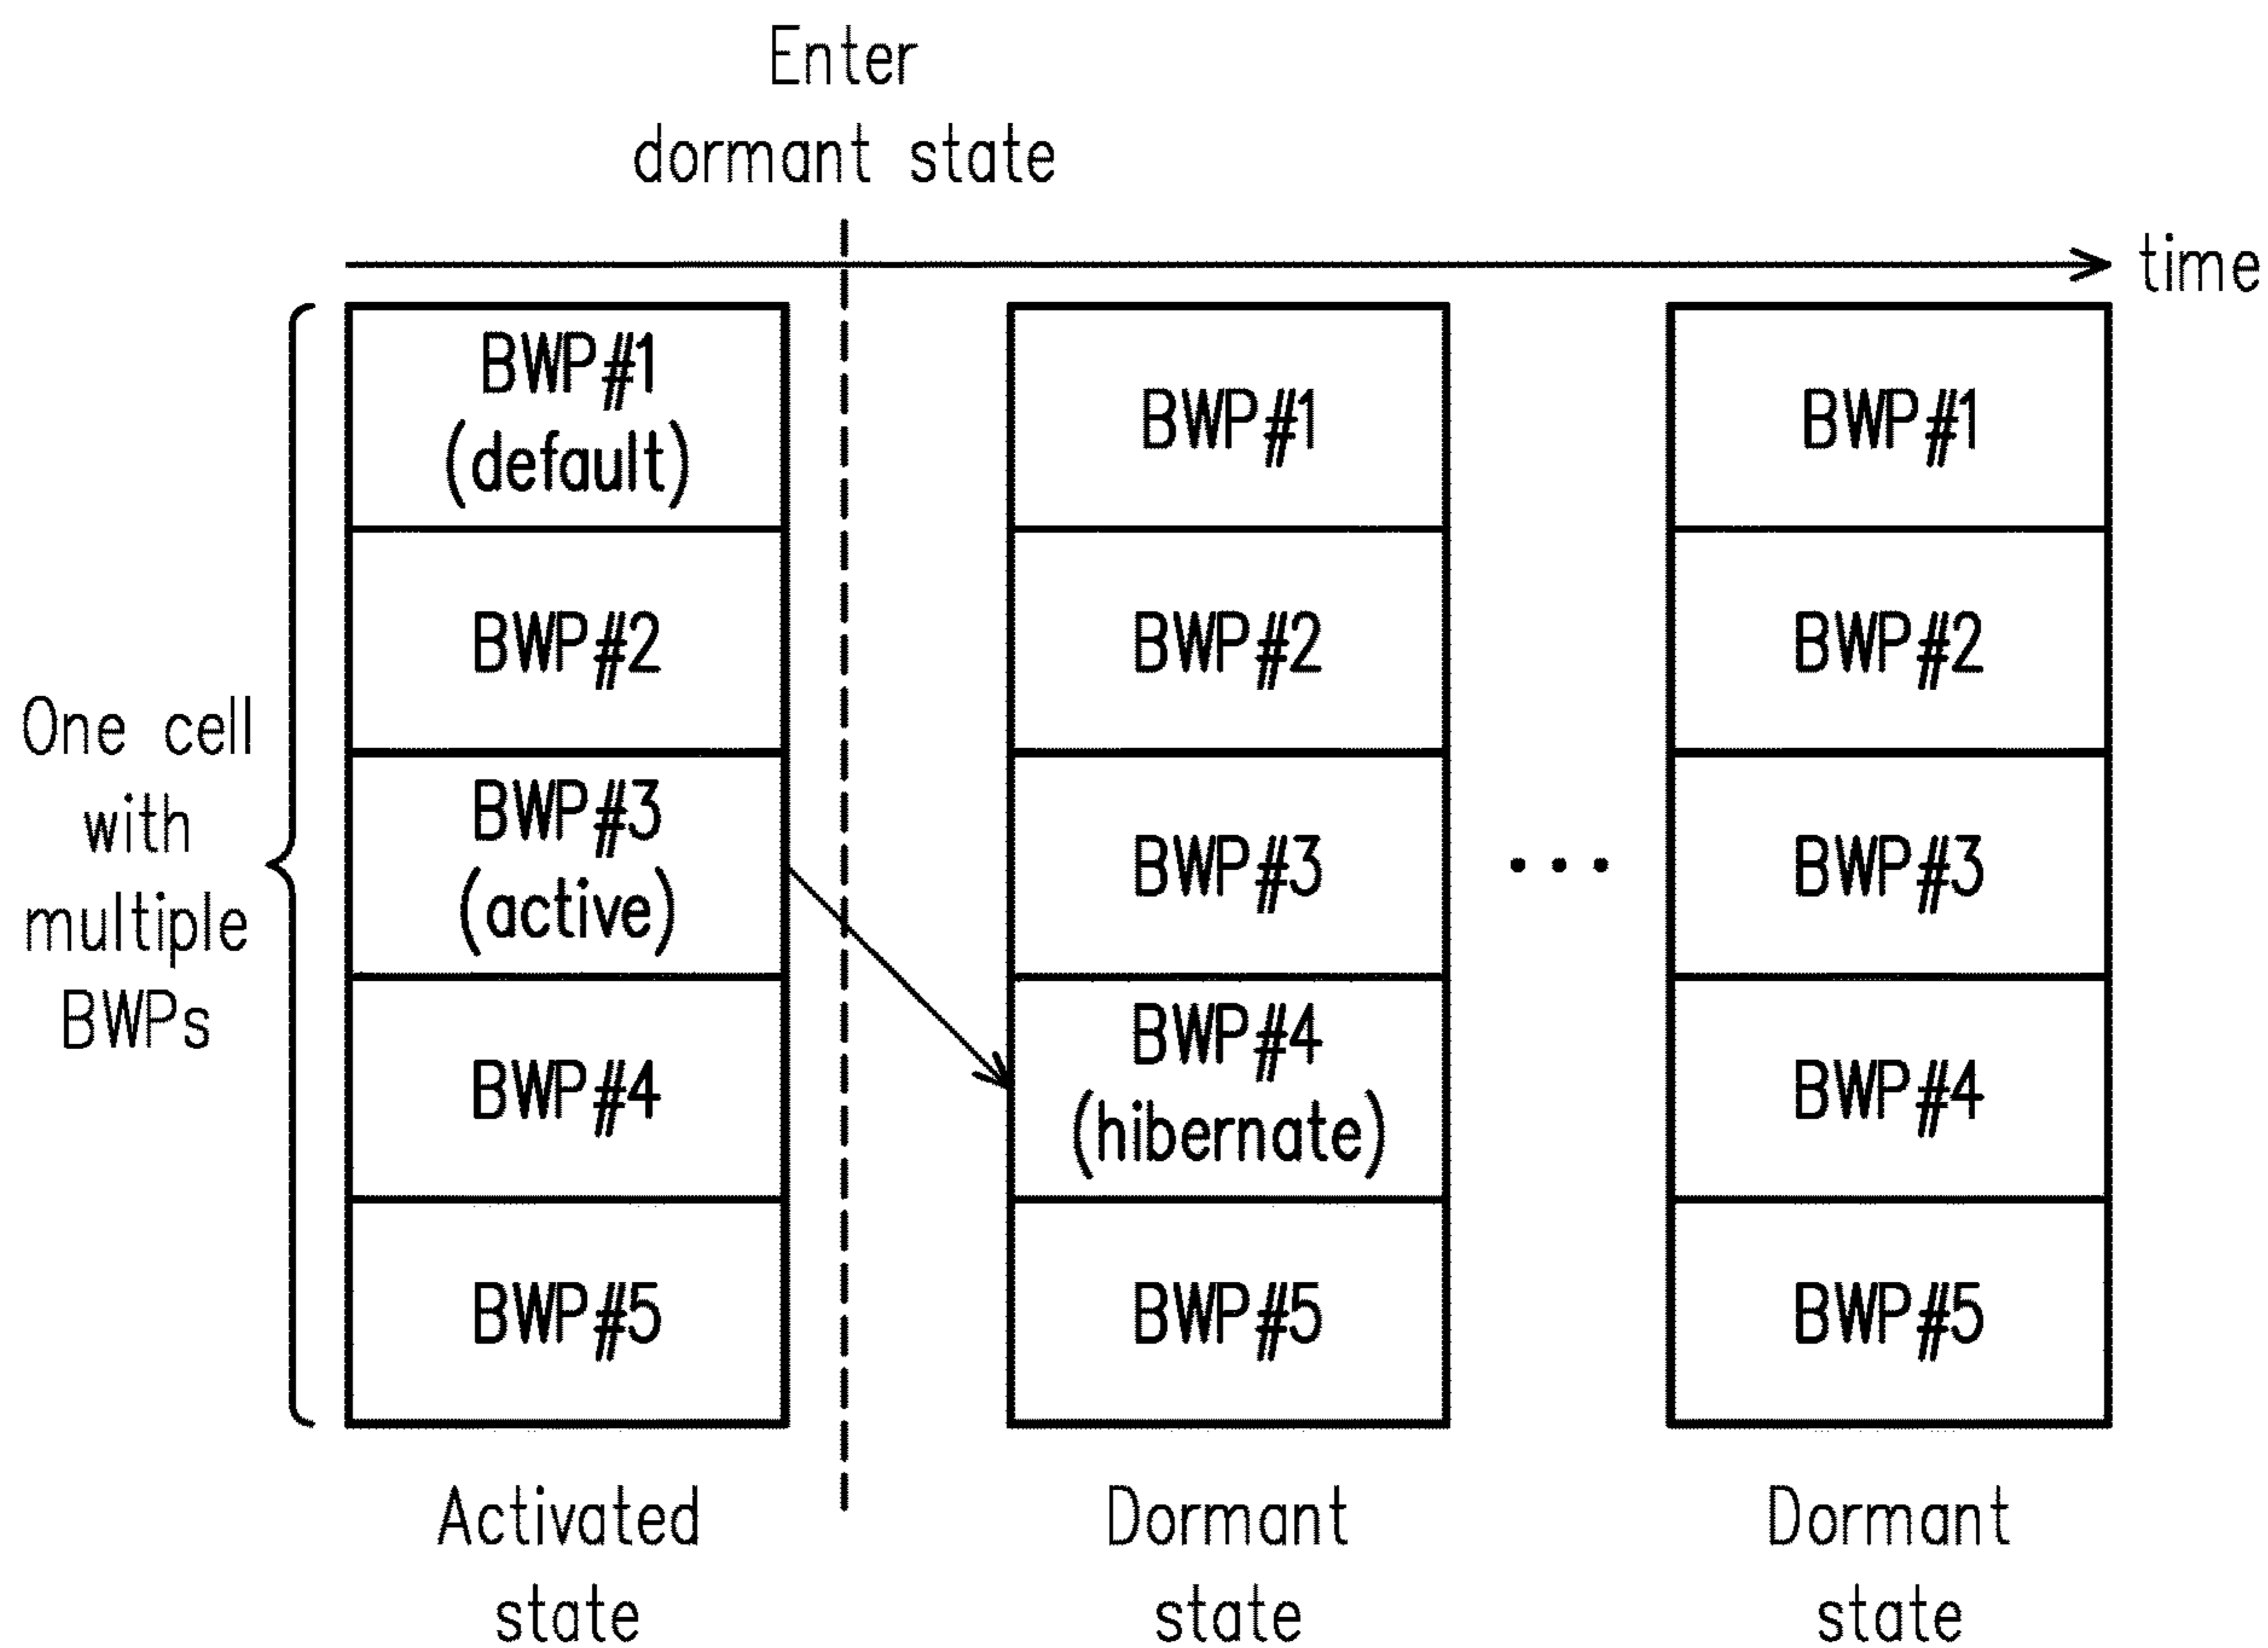 Enter
dormant state
time
One cell
with
multiple
BWPs
BWP#1
(default)
BWP#2
BWP#3
(active)
BWP#4
BWP#5
Activated
state
BWP#1
BWP#2
BWP#3
BWP#4
(hibernate)
BWP#5
Dormant
state
...
BWP#1
BWP#2
BWP#3
BWP#4
BWP#5
Dormant
state